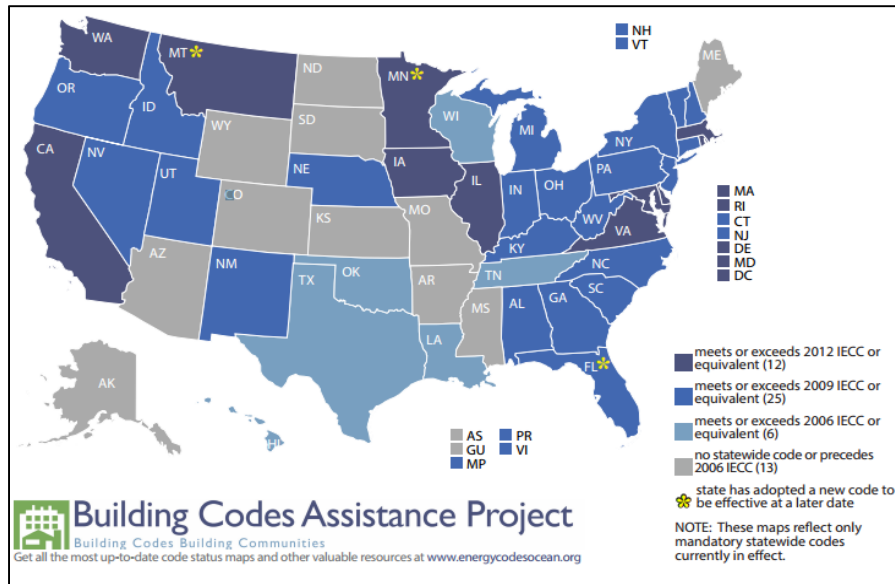 NH
VT
WA
MT
ND
MN
ME
OR
ID
SD
WI
MI
NY
WY
CA
NV
UT
NE
IA
IL
IN
OH
PA
CO
KS
MO
KY
WV
VA
AZ
NM
OK
TX
AR
TN
NC
SC
MS
AL
GA
LA
FL
AK
HI
MA
RI
CT
NJ
DE
MD
DC
AS
GU
MP
PR
VI
meets or exceeds 2012 IECC or
equivalent (12)
meets or exceeds 2009 IECC or
equivalent (25)
meets or exceeds 2006 IECC or
equivalent (6)
no statewide code or precedes
2006 IECC (13)
state has adopted a new code to
be effective at a later date
NOTE: These maps reflect only
mandatory statewide codes
currently in effect.
Building Codes Assistance Project
Building Codes Building Communities
Get all the most up-to-date code status maps and other valuable resources at www.energycodesocean.org